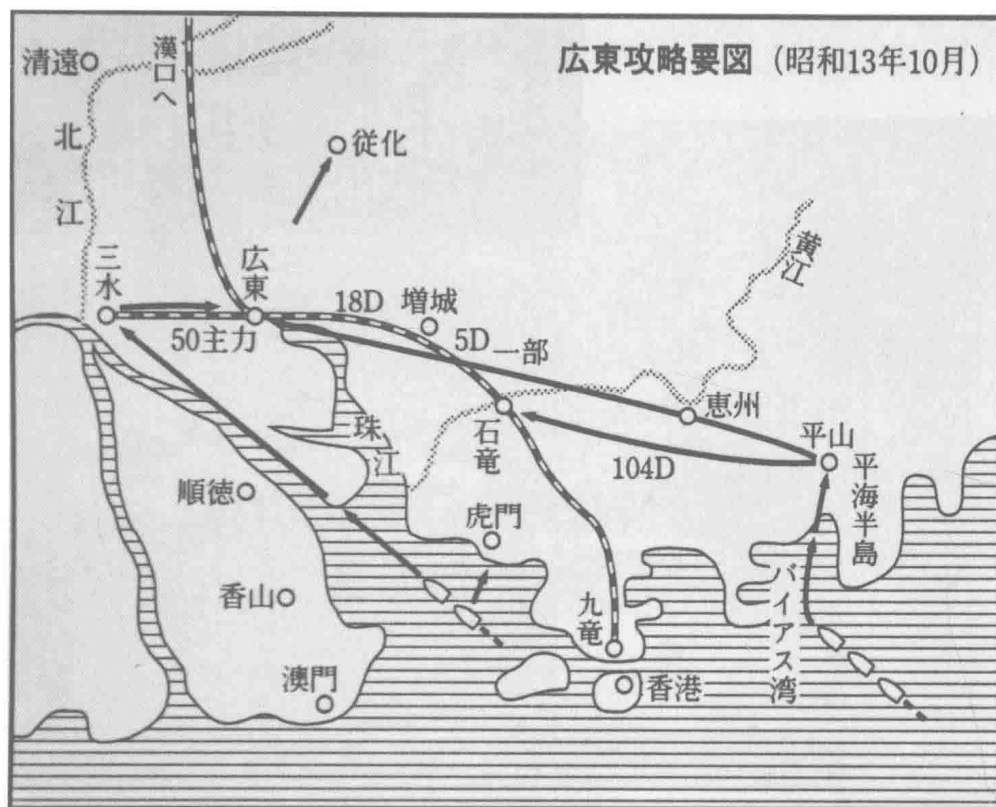 広東攻略要図（昭和13年10月）
清遠
漢口へ
北江
従化
黄江
三水
広東
18D
増城
50主力
5D一部
恵州
石竜
珠江
平山
104D
平海半島
順徳
虎門
バイアス湾
香山
九竜
澳門
香港